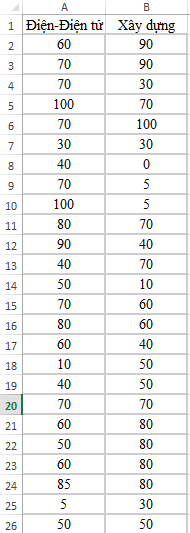 A B
1 Điện-Điện tử Xây dựng
2 60 90
3 70 90
4 70 30
5 100 70
6 70 100
7 30 30
8 40 0
9 70 5
10 100 5
11 80 70
12 90 40
13 40 70
14 50 10
15 70 60
16 80 60
17 60 40
18 10 50
19 40 50
20 70 70
21 60 80
22 50 80
23 60 80
24 85 80
25 5 30
26 50 50